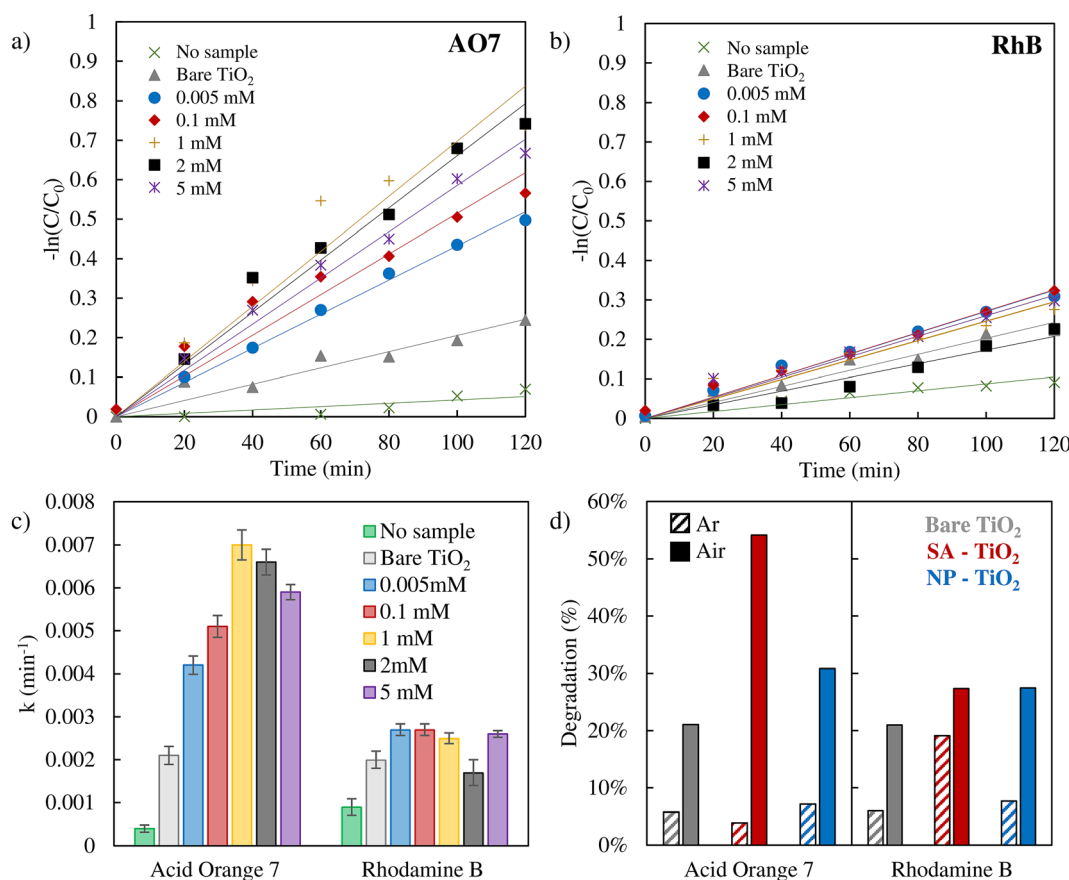 a)
AO7
No sample
Bare TiO₂
0.005 mM
0.1 mM
1 mM
2 mM
5 mM
-ln(C/C₀)
1
0.9
0.8
0.7
0.6
0.5
0.4
0.3
0.2
0.1
0
0 20 40 60 80 100 120
Time (min)
b)
RhB
No sample
Bare TiO₂
0.005 mM
0.1 mM
1 mM
2 mM
5 mM
-ln(C/C₀)
1
0.9
0.8
0.7
0.6
0.5
0.4
0.3
0.2
0.1
0
0 20 40 60 80 100 120
Time (min)
c)
No sample
Bare TiO₂
0.005mM
0.1 mM
1 mM
2mM
5 mM
k (min⁻¹)
0.008
0.007
0.006
0.005
0.004
0.003
0.002
0.001
0
Acid Orange 7 Rhodamine B
d)
Ar
Air
Bare TiO₂
SA - TiO₂
NP - TiO₂
Degradation (%)
60%
50%
40%
30%
20%
10%
0%
Acid Orange 7 Rhodamine B